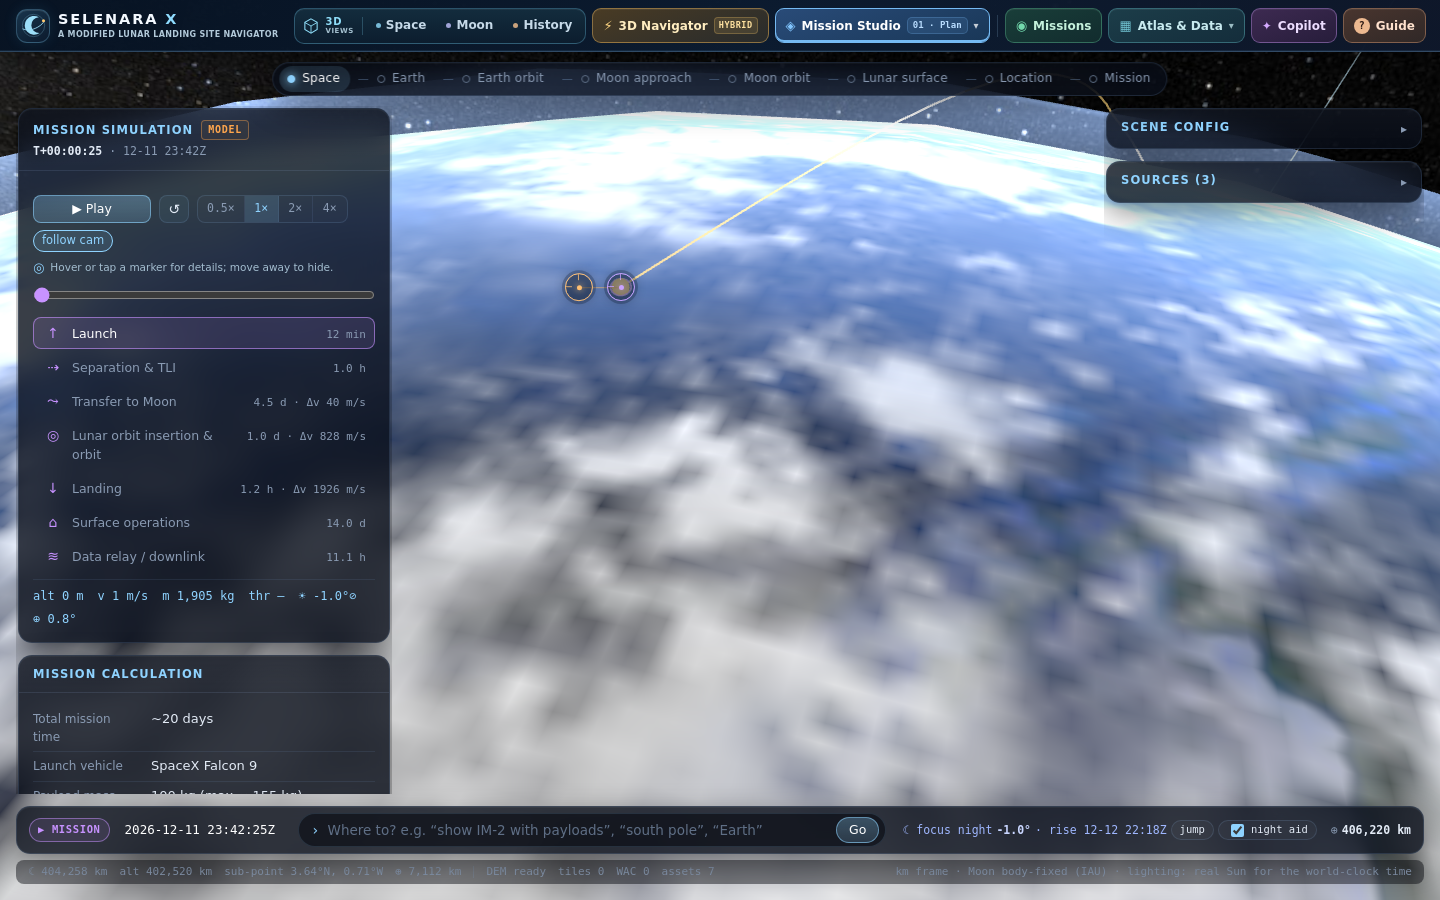 SELENARA X
A MODIFIED LUNAR LANDING SITE NAVIGATOR
3D VIEWS
Space
Moon
History
3D Navigator HYBRID
Mission Studio 01 · Plan ▾
Missions
Atlas & Data ▾
Copilot
? Guide
Space — Earth — Earth orbit — Moon approach — Moon orbit — Lunar surface — Location — Mission
MISSION SIMULATION MODEL
T+00:00:25 · 12-11 23:42Z
▶ Play ↺ 0.5× 1× 2× 4×
follow cam
◎ Hover or tap a marker for details; move away to hide.
↑ Launch 12 min
⇢ Separation & TLI 1.0 h
⤳ Transfer to Moon 4.5 d · Δv 40 m/s
◎ Lunar orbit insertion & orbit 1.0 d · Δv 828 m/s
↓ Landing 1.2 h · Δv 1926 m/s
⌂ Surface operations 14.0 d
≋ Data relay / downlink 11.1 h
alt 0 m v 1 m/s m 1,905 kg thr — ☀ -1.0°⊘
⊕ 0.8°
MISSION CALCULATION
Total mission time ~20 days
Launch vehicle SpaceX Falcon 9
SCENE CONFIG ▸
SOURCES (3) ▸
▶ MISSION 2026-12-11 23:42:25Z
› Where to? e.g. “show IM-2 with payloads”, “south pole”, “Earth” Go
☾ focus night -1.0° · rise 12-12 22:18Z jump night aid ⊕ 406,220 km
☾ 404,258 km alt 402,520 km sub-point 3.64°N, 0.71°W ⊕ 7,112 km DEM ready tiles 0 WAC 0 assets 7
km frame · Moon body-fixed (IAU) · lighting: real Sun for the world-clock time